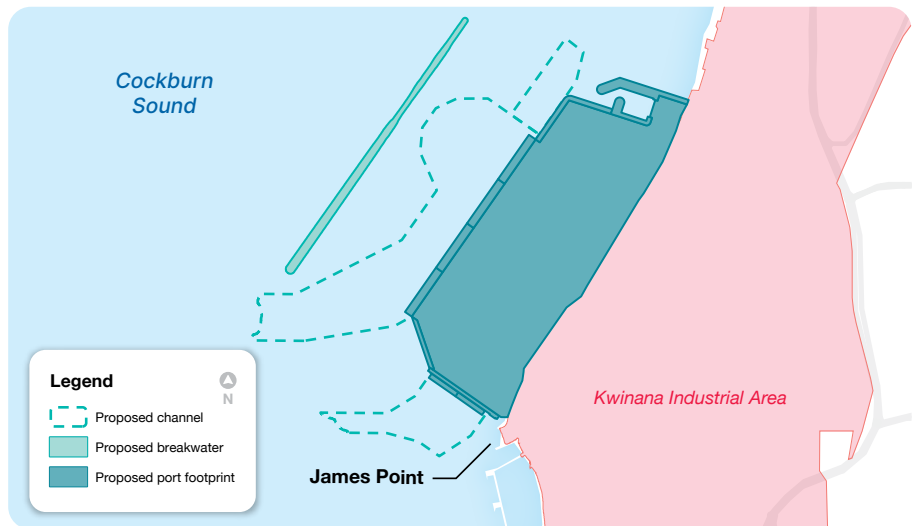 Cockburn
Sound
Legend
N
Proposed channel
Proposed breakwater
Proposed port footprint
James Point
Kwinana Industrial Area